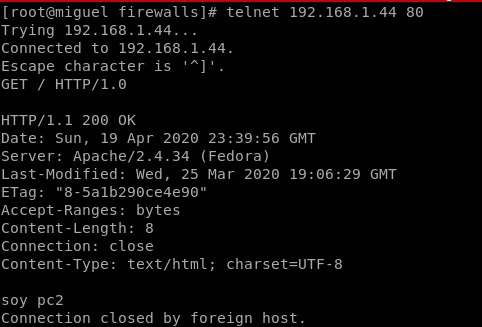 [root@miguel firewalls]# telnet 192.168.1.44 80
Trying 192.168.1.44...
Connected to 192.168.1.44.
Escape character is '^]'.
GET / HTTP/1.0

HTTP/1.1 200 OK
Date: Sun, 19 Apr 2020 23:39:56 GMT
Server: Apache/2.4.34 (Fedora)
Last-Modified: Wed, 25 Mar 2020 19:06:29 GMT
ETag: "8-5a1b290ce4e90"
Accept-Ranges: bytes
Content-Length: 8
Connection: close
Content-Type: text/html; charset=UTF-8

soy pc2
Connection closed by foreign host.